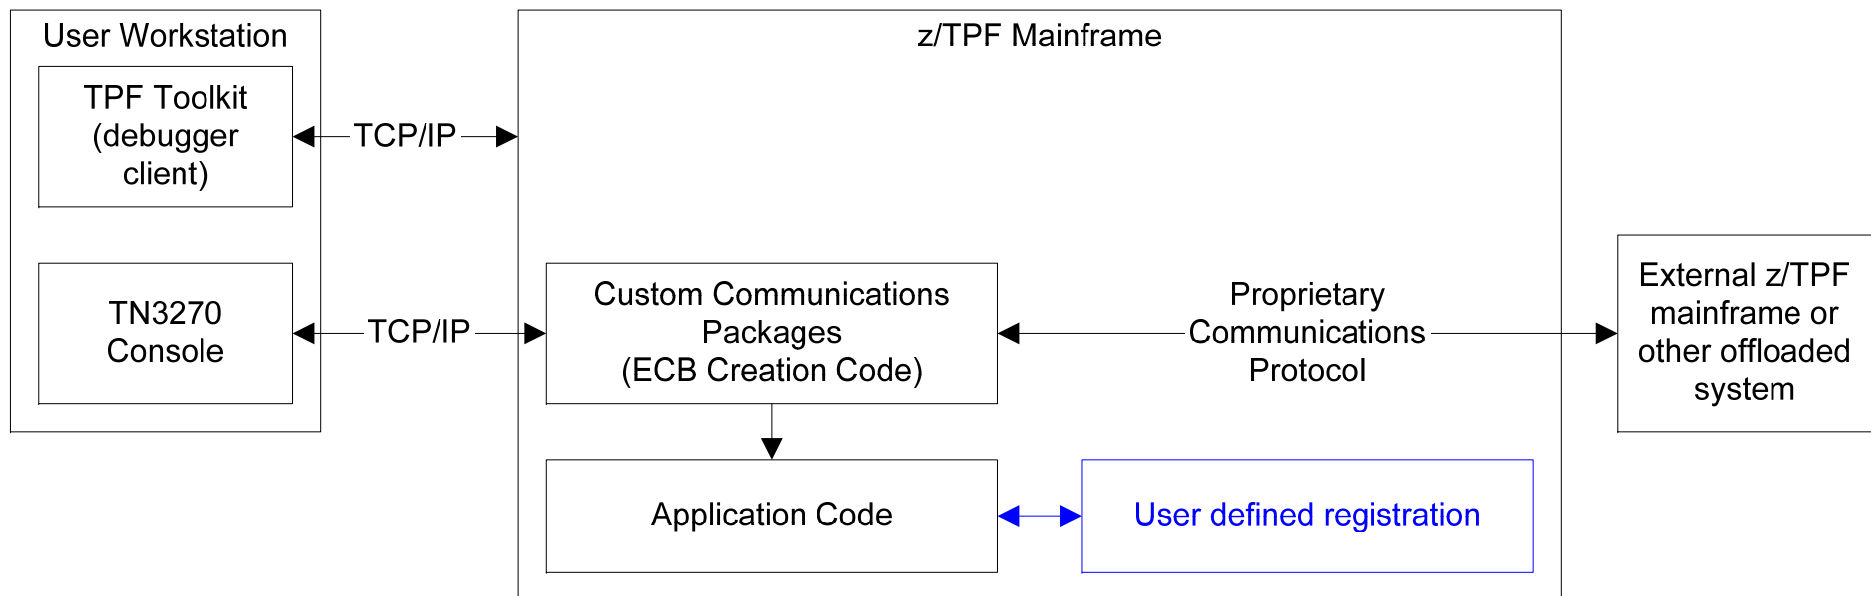 User Workstation
z/TPF Mainframe
TPF Toolkit
(debugger
client)
TCP/IP
TN3270
Console
TCP/IP
Custom Communications
Packages
(ECB Creation Code)
Proprietary
Communications
Protocol
External z/TPF
mainframe or
other offloaded
system
Application Code
User defined registration